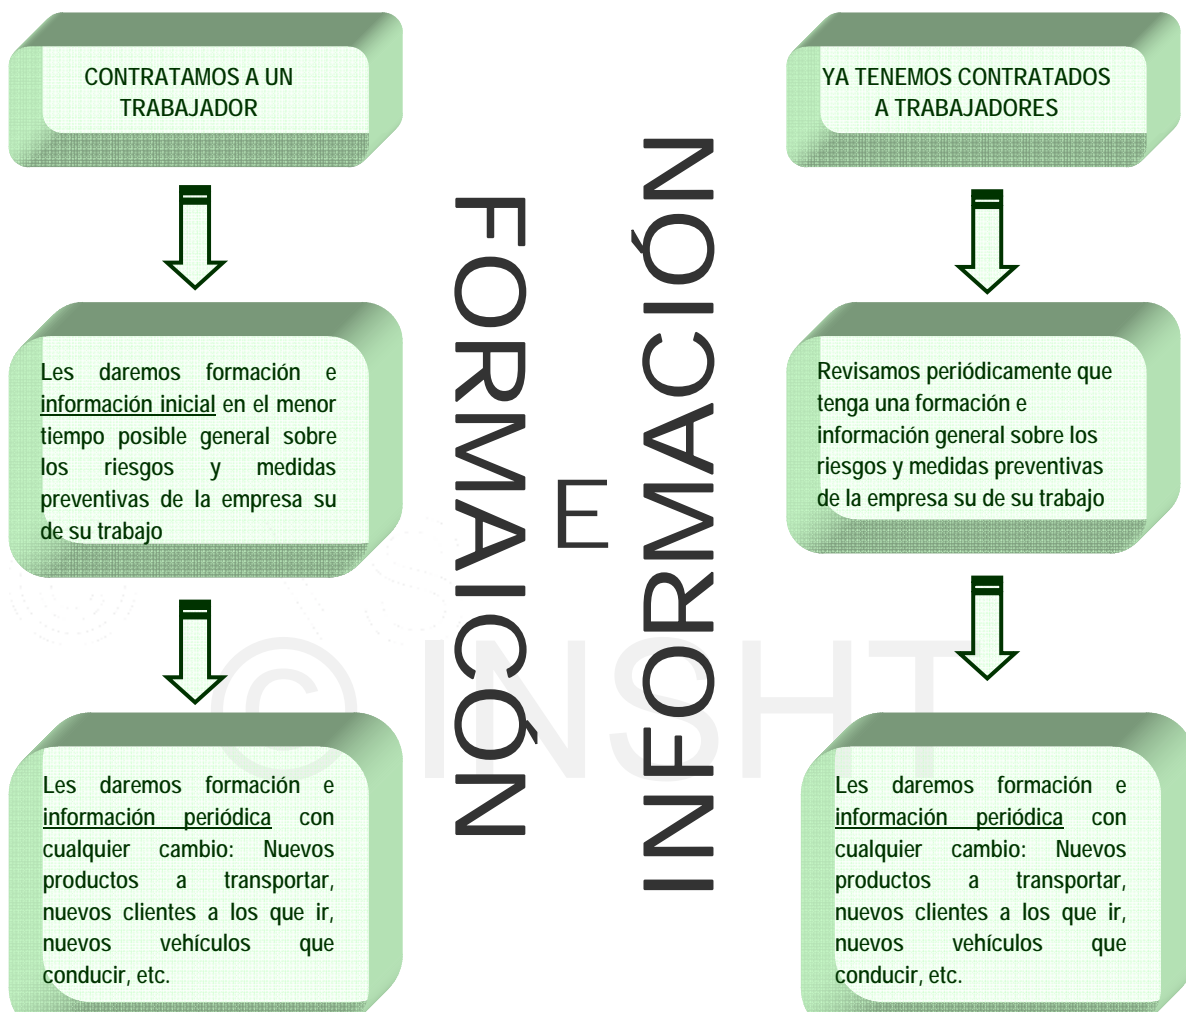 CONTRATAMOS A UN
TRABAJADOR
Les daremos formación e
información inicial en el menor
tiempo posible general sobre
los riesgos y medidas
preventivas de la empresa su
de su trabajo
Les daremos formación e
información periódica con
cualquier cambio: Nuevos
productos a transportar,
nuevos clientes a los que ir,
nuevos vehículos que
conducir, etc.
FORMAICÓN
E
INFORMACIÓN
YA TENEMOS CONTRATADOS
A TRABAJADORES
Revisamos periódicamente que
tenga una formación e
información general sobre los
riesgos y medidas preventivas
de la empresa su de su trabajo
Les daremos formación e
información periódica con
cualquier cambio: Nuevos
productos a transportar,
nuevos clientes a los que ir,
nuevos vehículos que
conducir, etc.
© INSHT